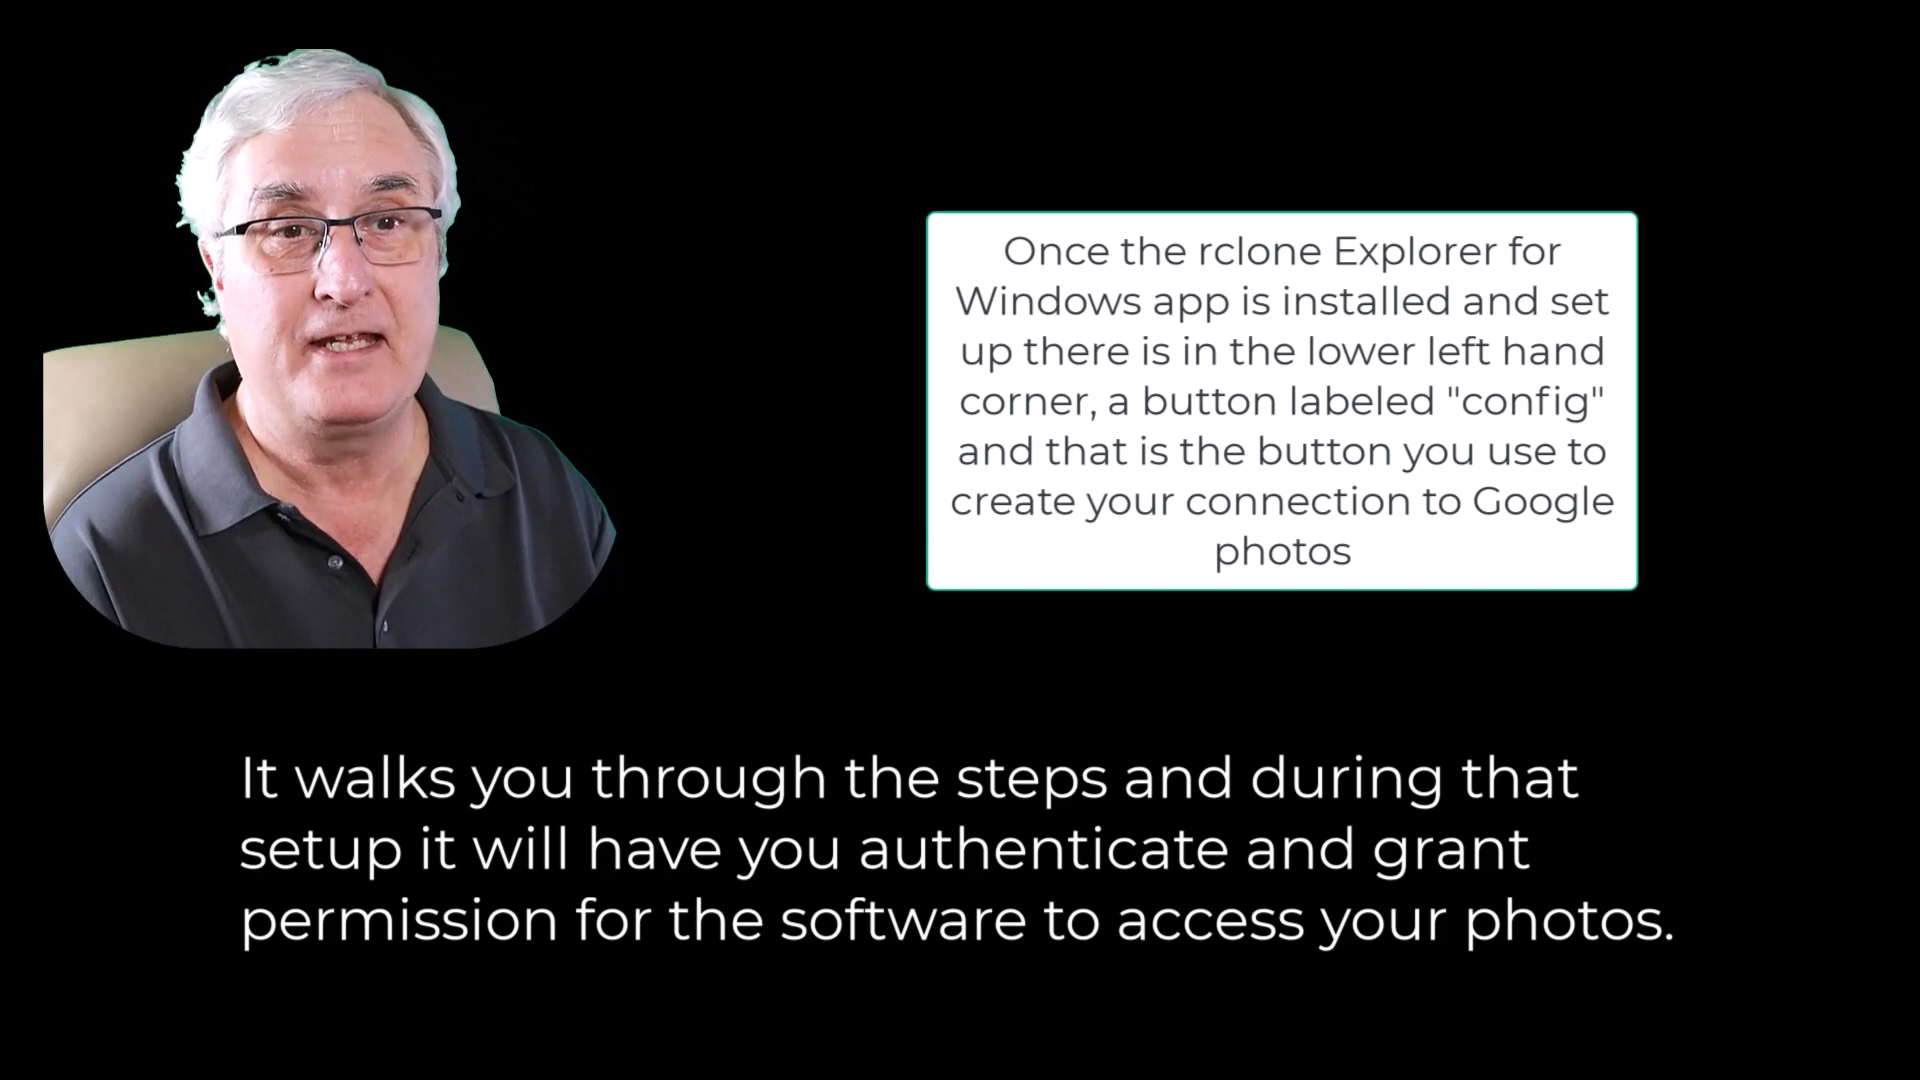 Once the rclone Explorer for
Windows app is installed and set
up there is in the lower left hand
corner, a button labeled "config"
and that is the button you use to
create your connection to Google
photos
It walks you through the steps and during that
setup it will have you authenticate and grant
permission for the software to access your photos.